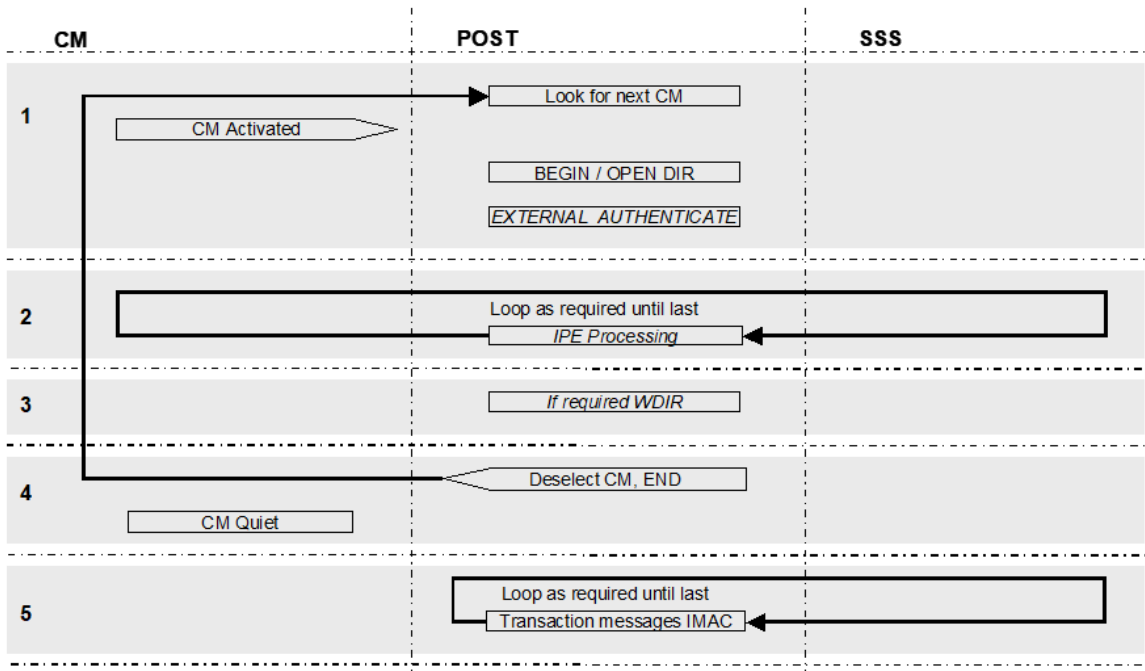 CM
POST
SSS
1
Look for next CM
CM Activated
BEGIN / OPEN DIR
EXTERNAL AUTHENTICATE
2
Loop as required until last
IPE Processing
3
If required WDIR
4
Deselect CM, END
CM Quiet
5
Loop as required until last
Transaction messages IMAC